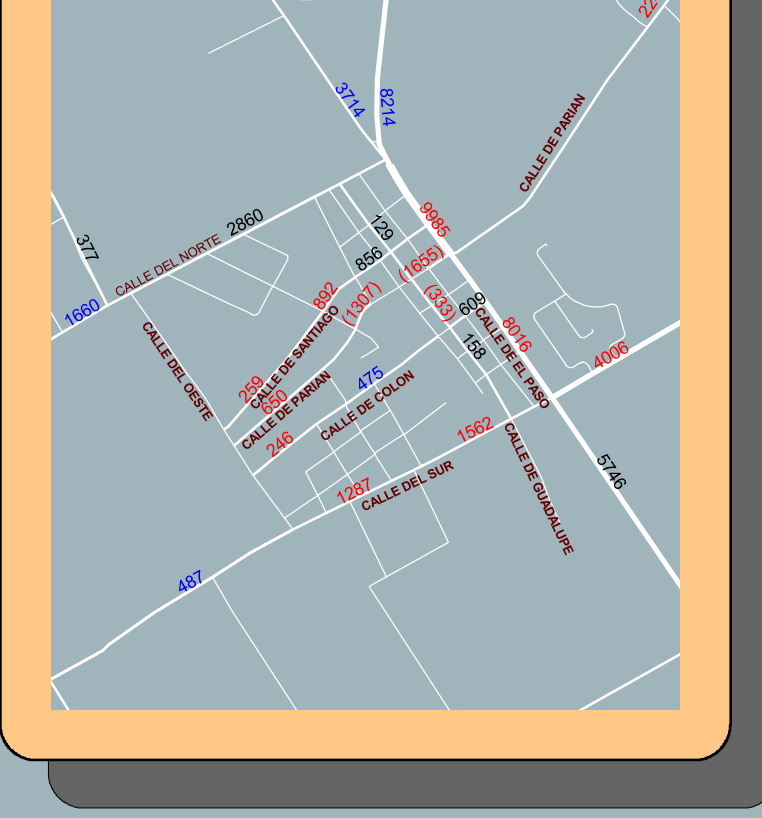 22
3714
8214
CALLE DE PARIAN
9985
377
2860
CALLE DEL NORTE
129
856
(1655)
1660
892
(1307)
(333)
609
CALLE DE SANTIAGO
CALLE DE EL PASO
8016
158
4006
CALLE DEL OESTE
259
650
CALLE DE PARIAN
475
CALLE DE COLON
246
1562
CALLE DE GUADALUPE
5746
1287
CALLE DEL SUR
487